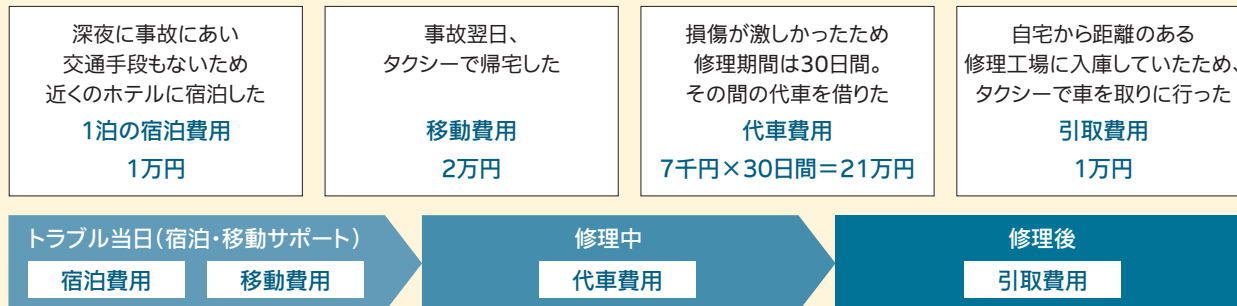 深夜に事故にあい
交通手段もないため
近くのホテルに宿泊した
1泊の宿泊費用
1万円
事故翌日、
タクシーで帰宅した
移動費用
2万円
損傷が激しかったため
修理期間は30日間。
その間の代車を借りた
代車費用
7千円×30日間=21万円
自宅から距離のある
修理工場に入庫していたため、
タクシーで車を取りに行った
引取費用
1万円
トラブル当日(宿泊・移動サポート)
宿泊費用
移動費用
修理中
代車費用
修理後
引取費用